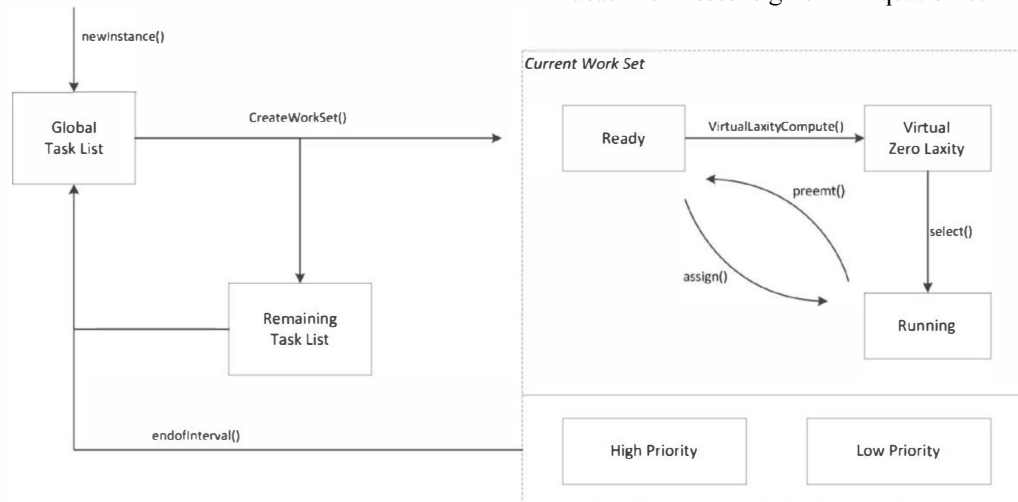 newInstance()
Current Work Set
Global
Task List
CreateWorkSet()
Ready
VirtualLaxityCompute()
Virtual
Zero Laxity
preemt()
select()
assign()
Remaining
Task List
Running
endofInterval()
High Priority
Low Priority